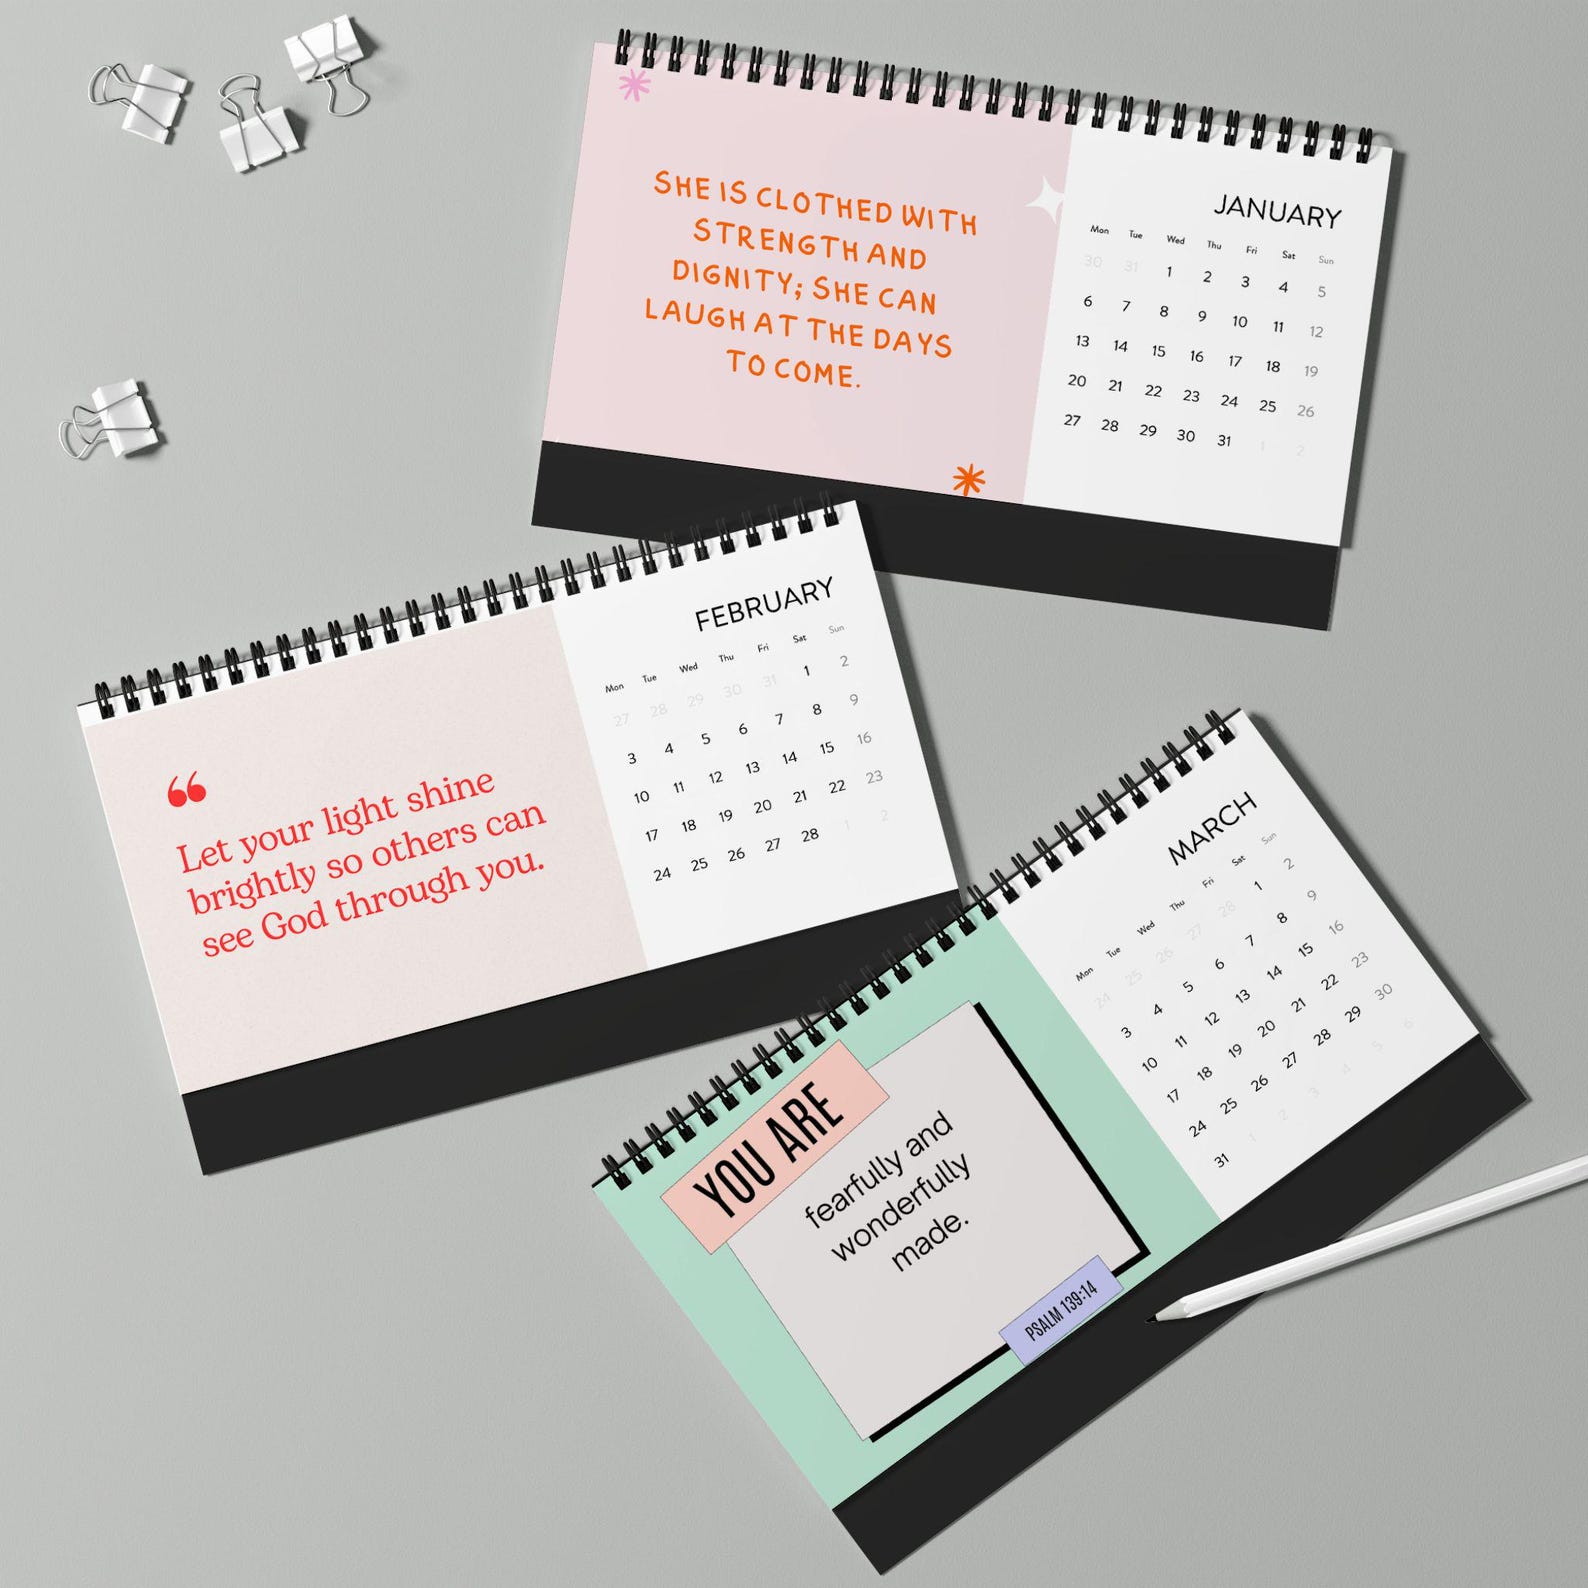 SHE IS CLOTHED WITH
STRENGTH AND
DIGNITY; SHE CAN
LAUGH AT THE DAYS
TO COME.
JANUARY
Mon Tue Wed Thu Fri Sat Sun
30 31 1 2 3 4 5
6 7 8 9 10 11 12
13 14 15 16 17 18 19
20 21 22 23 24 25 26
27 28 29 30 31 1 2
“
Let your light shine
brightly so others can
see God through you.
FEBRUARY
Mon Tue Wed Thu Fri Sat Sun
27 28 29 30 31 1 2
3 4 5 6 7 8 9
10 11 12 13 14 15 16
17 18 19 20 21 22 23
24 25 26 27 28 1 2
YOU ARE
fearfully and
wonderfully
made.
PSALM 139:14
MARCH
Mon Tue Wed Thu Fri Sat Sun
24 25 26 27 28 1 2
3 4 5 6 7 8 9
10 11 12 13 14 15 16
17 18 19 20 21 22 23
24 25 26 27 28 29 30
31 1 2 3 4 5 6